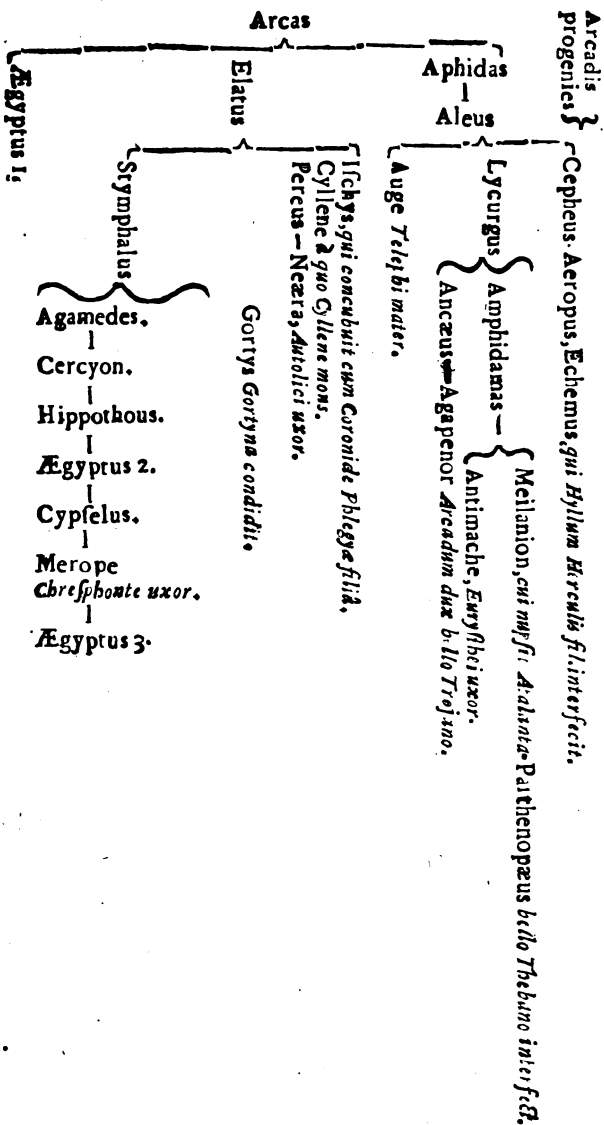 Arcadis
progenies
Arcas
Aphidas
Aleus
Cepheus. Aeropus, Echemus, qui Hyllum Herculis fil. interfecit.
Lycurgus
Amphidamas
Meilanion, cui nupsit Atalanta. Parthenopæus bello Thebano interfect.
Antimache, Eurysthei uxor.
Ancæus Agapenor Arcadum dux bello Trojano.
Auge Telephi mater.
Elatus
Iſchys, qui concubuit cum Coronide Phlegyæ filiâ.
Cyllene à quo Cyllene mons.
Pereus — Neæra, Autolici uxor.
Gortys Gortyna condidit.
Stymphalus
Agamedes.
Cercyon.
Hippothous.
Ægyptus 2.
Cypſelus.
Merope
Chreſphonte uxor.
Ægyptus 3.
Ægyptus 1.